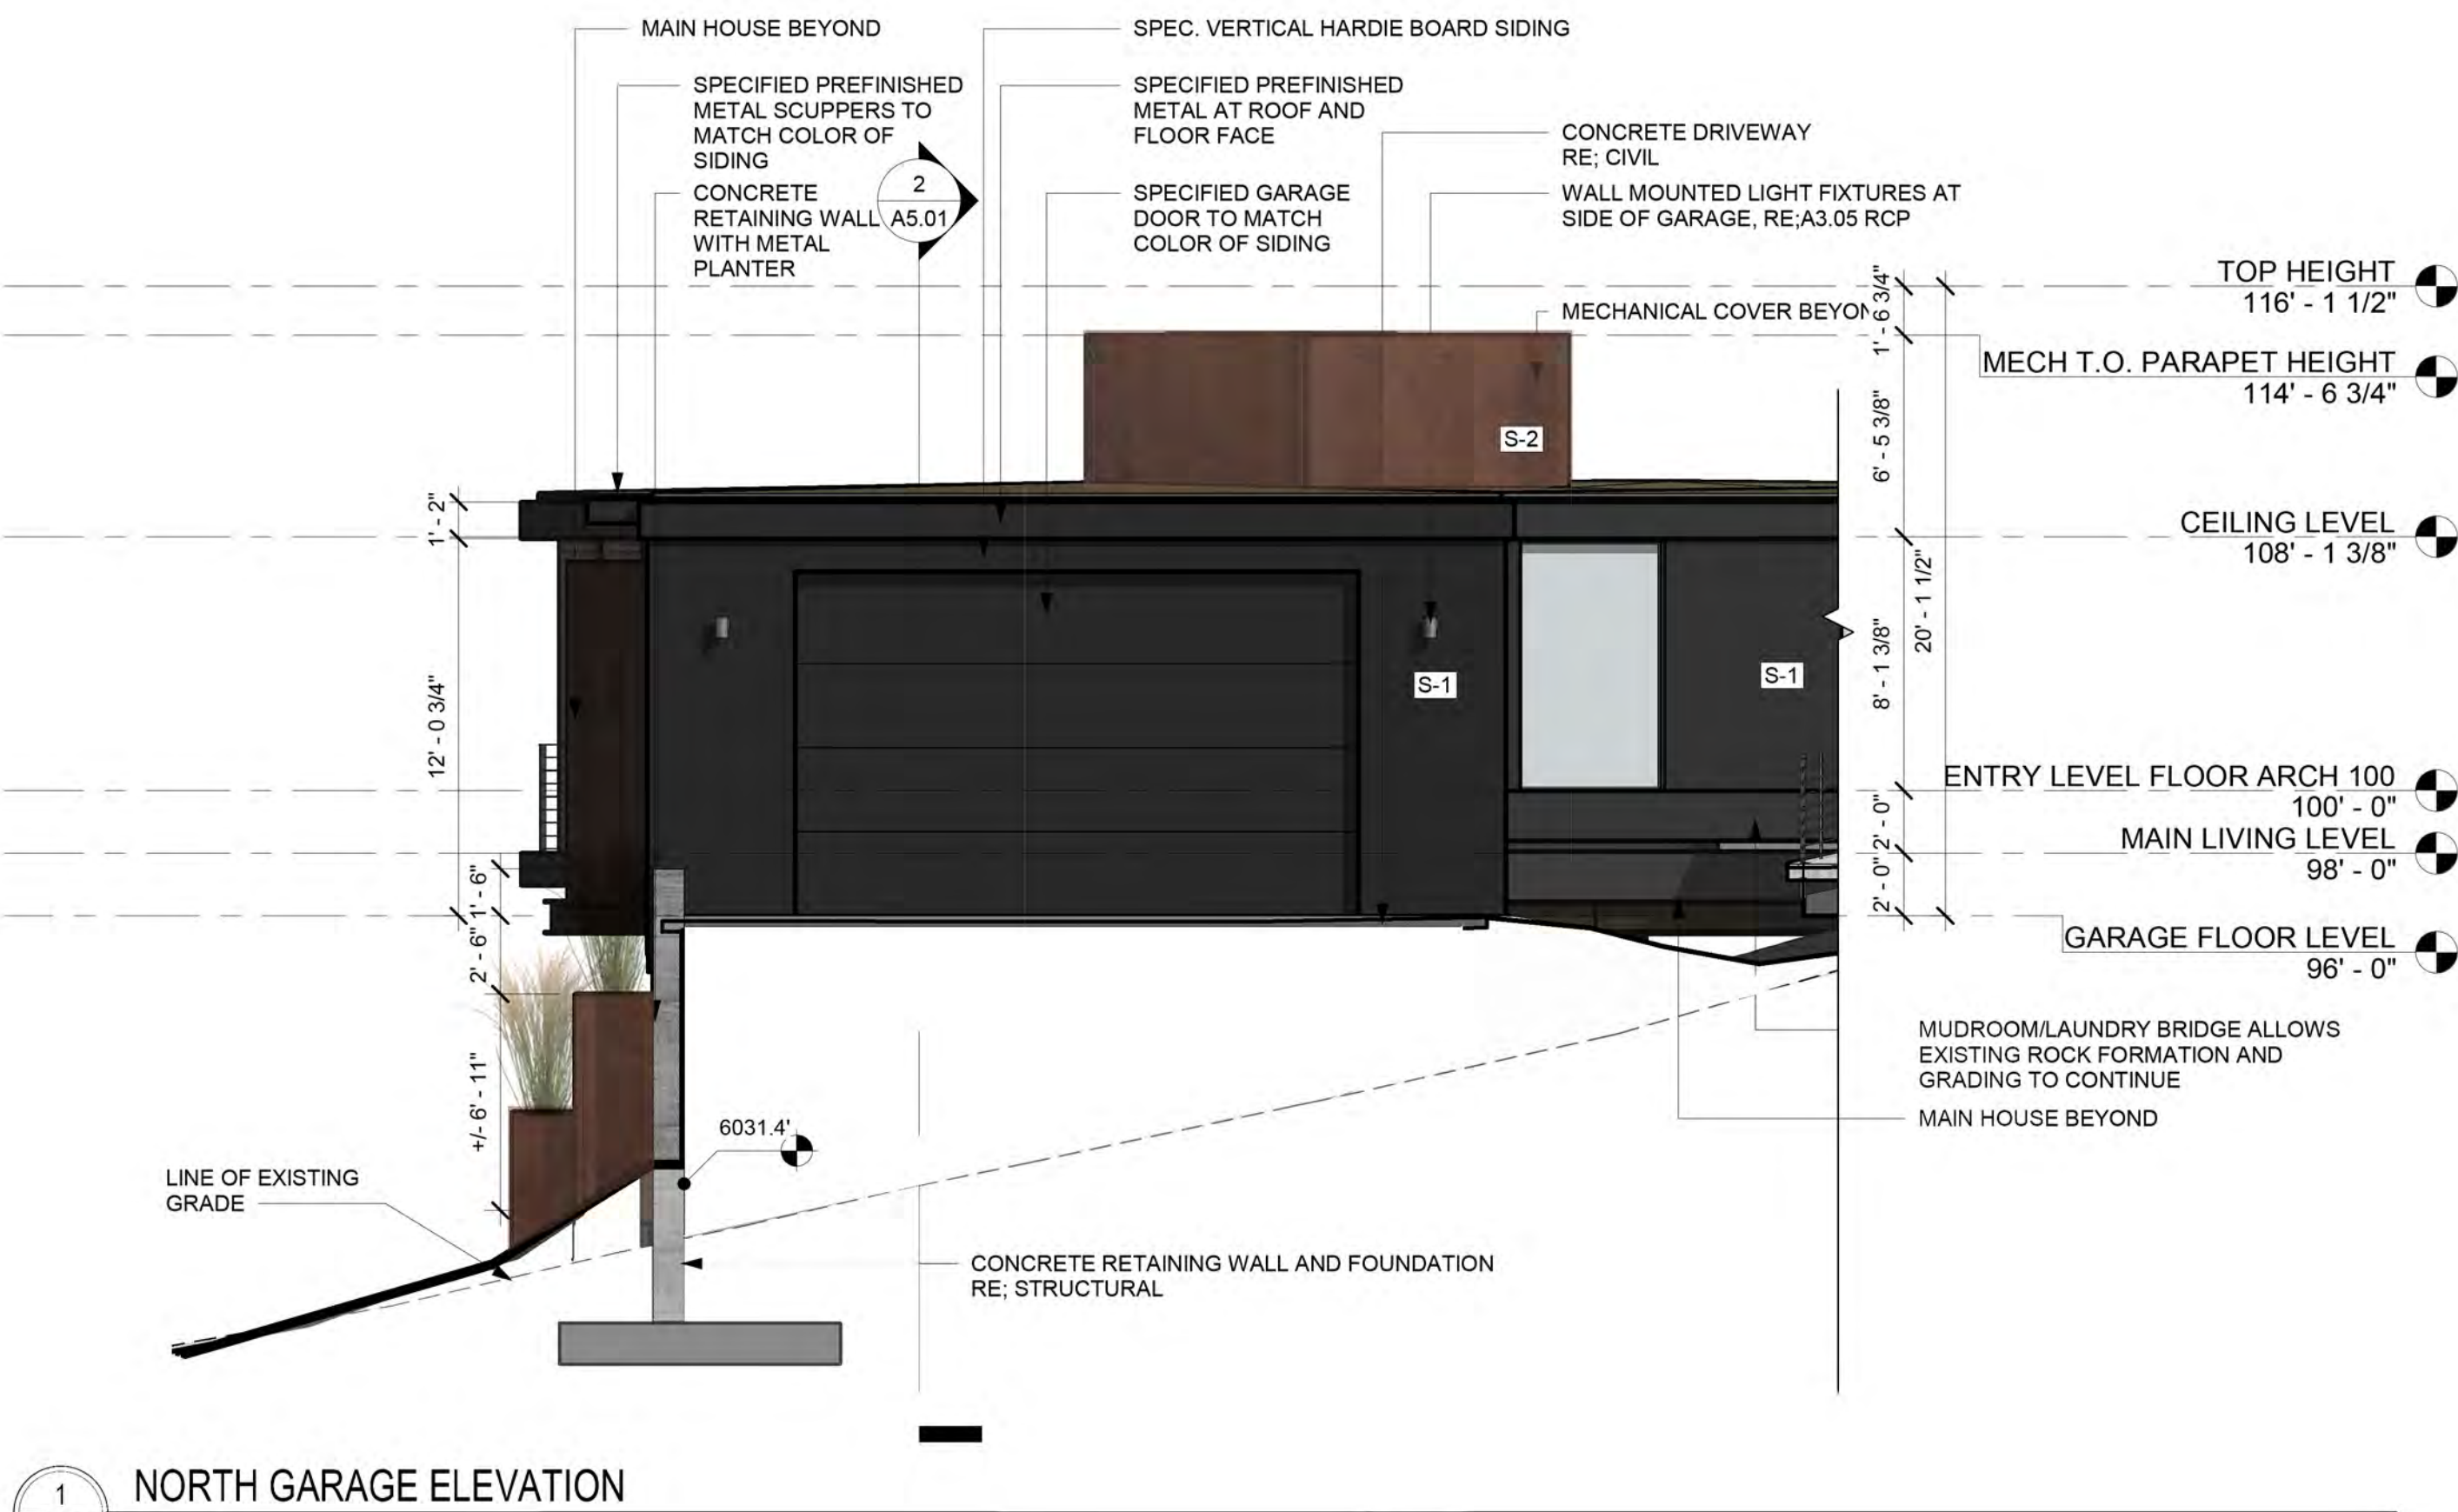 MAIN HOUSE BEYOND
SPEC. VERTICAL HARDIE BOARD SIDING
SPECIFIED PREFINISHED
METAL SCUPPERS TO
MATCH COLOR OF
SIDING
SPECIFIED PREFINISHED
METAL AT ROOF AND
FLOOR FACE
CONCRETE DRIVEWAY
RE; CIVIL
2
A5.01
CONCRETE
RETAINING WALL
WITH METAL
PLANTER
SPECIFIED GARAGE
DOOR TO MATCH
COLOR OF SIDING
WALL MOUNTED LIGHT FIXTURES AT
SIDE OF GARAGE, RE;A3.05 RCP
MECHANICAL COVER BEYON
TOP HEIGHT
116' - 1 1/2"
1' - 6 3/4"
MECH T.O. PARAPET HEIGHT
114' - 6 3/4"
6' - 5 3/8"
S-2
1' - 2"
CEILING LEVEL
108' - 1 3/8"
20' - 1 1/2"
8' - 1 3/8"
12' - 0 3/4"
S-1
S-1
ENTRY LEVEL FLOOR ARCH 100
100' - 0"
2' - 0"
MAIN LIVING LEVEL
98' - 0"
2' - 0"
1' - 6"
GARAGE FLOOR LEVEL
96' - 0"
2' - 6"
+/- 6' - 11"
MUDROOM/LAUNDRY BRIDGE ALLOWS
EXISTING ROCK FORMATION AND
GRADING TO CONTINUE
MAIN HOUSE BEYOND
6031.4'
LINE OF EXISTING
GRADE
CONCRETE RETAINING WALL AND FOUNDATION
RE; STRUCTURAL
1
NORTH GARAGE ELEVATION